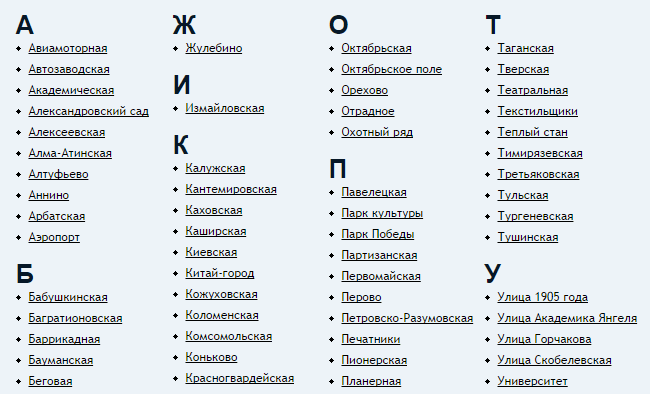 А
Авиамоторная
Автозаводская
Академическая
Александровский сад
Алексеевская
Алма-Атинская
Алтуфьево
Аннино
Арбатская
Аэропорт
Б
Бабушкинская
Багратионовская
Баррикадная
Бауманская
Беговая
Ж
Жулебино
И
Измайловская
К
Калужская
Кантемировская
Каховская
Каширская
Киевская
Китай-город
Кожуховская
Коломенская
Комсомольская
Коньково
Красногвардейская
О
Октябрьская
Октябрьское поле
Орехово
Отрадное
Охотный ряд
П
Павелецкая
Парк культуры
Парк Победы
Партизанская
Первомайская
Перово
Петровско-Разумовская
Печатники
Пионерская
Планерная
Т
Таганская
Тверская
Театральная
Текстильщики
Теплый стан
Тимирязевская
Третьяковская
Тульская
Тургеневская
Тушинская
У
Улица 1905 года
Улица Академика Янгеля
Улица Горчакова
Улица Скобелевская
Университет